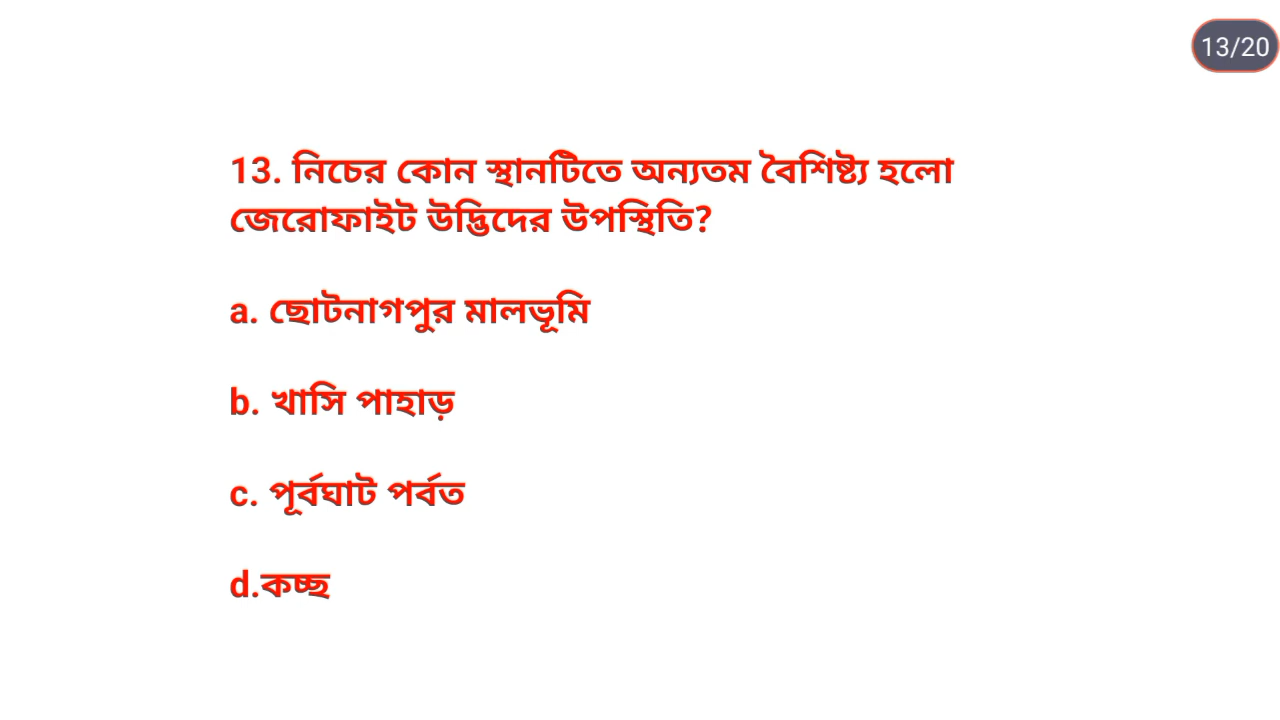 13/20
13. নিচের কোন স্থানটিতে অন্যতম বৈশিষ্ট্য হলো
জেরোফাইট উদ্ভিদের উপস্থিতি?
a. ছোটনাগপুর মালভূমি
b. খাসি পাহাড়
c. পূর্বঘাট পর্বত
d.কচ্ছ